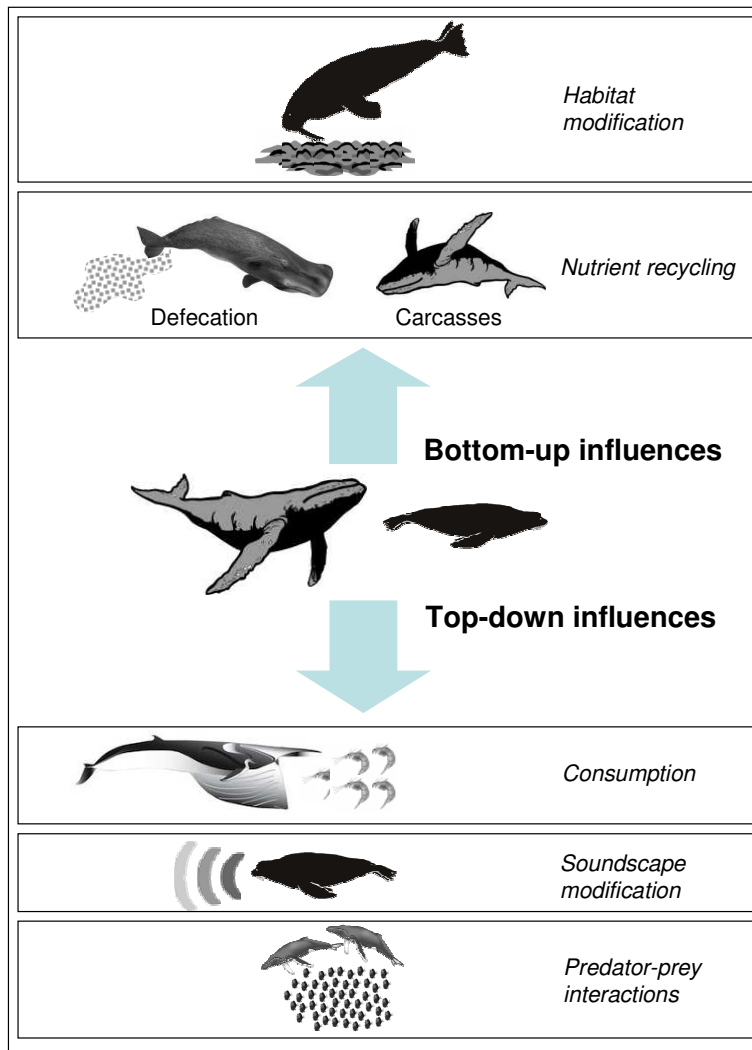 Habitat
modification
Nutrient recycling
Defecation
Carcasses
Bottom-up influences
Top-down influences
Consumption
Soundscape
modification
Predator-prey
interactions